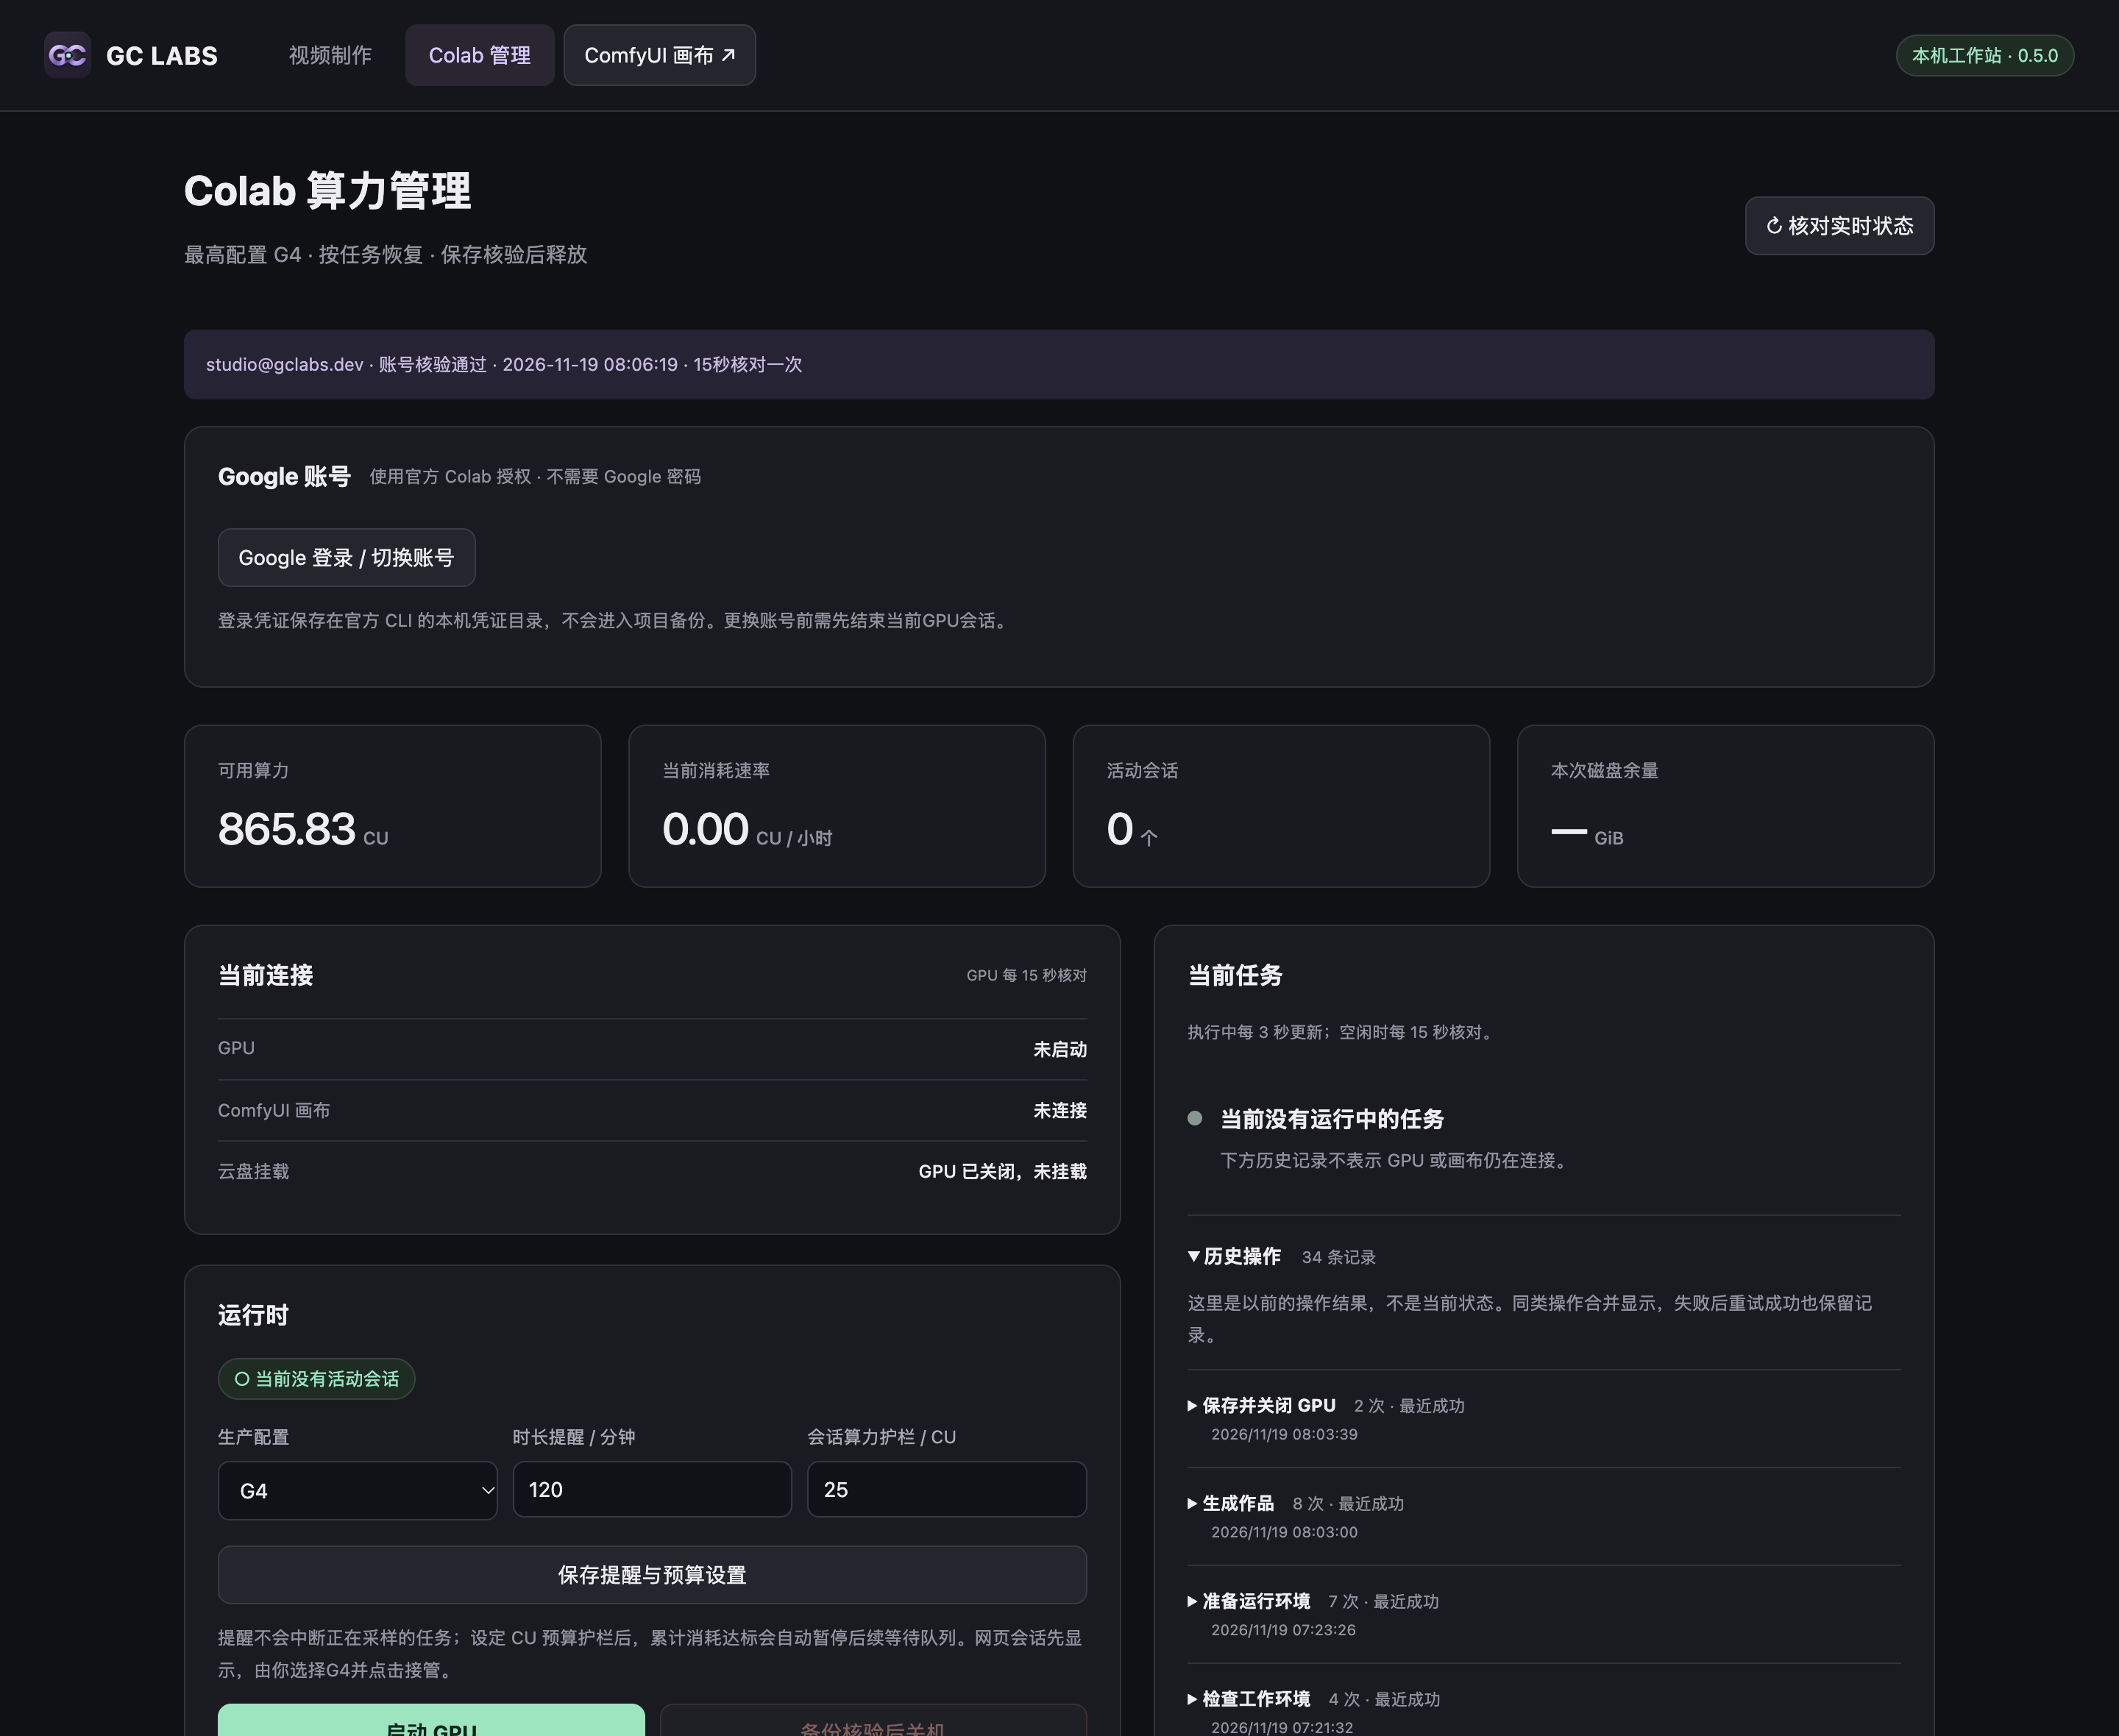 GC LABS
视频制作
Colab 管理
ComfyUI 画布 ↗
本机工作站 · 0.5.0
Colab 算力管理
最高配置 G4 · 按任务恢复 · 保存核验后释放
↻ 核对实时状态
studio@gclabs.dev · 账号核验通过 · 2026-11-19 08:06:19 · 15秒核对一次
Google 账号 使用官方 Colab 授权 · 不需要 Google 密码
Google 登录 / 切换账号
登录凭证保存在官方 CLI 的本机凭证目录，不会进入项目备份。更换账号前需先结束当前GPU会话。
可用算力
865.83 CU
当前消耗速率
0.00 CU / 小时
活动会话
0 个
本次磁盘余量
— GiB
当前连接
GPU 每 15 秒核对
GPU 未启动
ComfyUI 画布 未连接
云盘挂载 GPU 已关闭，未挂载
运行时
当前没有活动会话
生产配置
G4
时长提醒 / 分钟
120
会话算力护栏 / CU
25
保存提醒与预算设置
提醒不会中断正在采样的任务；设定 CU 预算护栏后，累计消耗达标会自动暂停后续等待队列。网页会话先显
示，由你选择G4并点击接管。
启动 GPU
备份核验后关机
当前任务
执行中每 3 秒更新；空闲时每 15 秒核对。
当前没有运行中的任务
下方历史记录不表示 GPU 或画布仍在连接。
▼历史操作 34 条记录
这里是以前的操作结果，不是当前状态。同类操作合并显示，失败后重试成功也保留记
录。
▶保存并关闭 GPU 2 次 · 最近成功
2026/11/19 08:03:39
▶生成作品 8 次 · 最近成功
2026/11/19 08:03:00
▶准备运行环境 7 次 · 最近成功
2026/11/19 07:23:26
▶检查工作环境 4 次 · 最近成功
2026/11/19 07:21:32